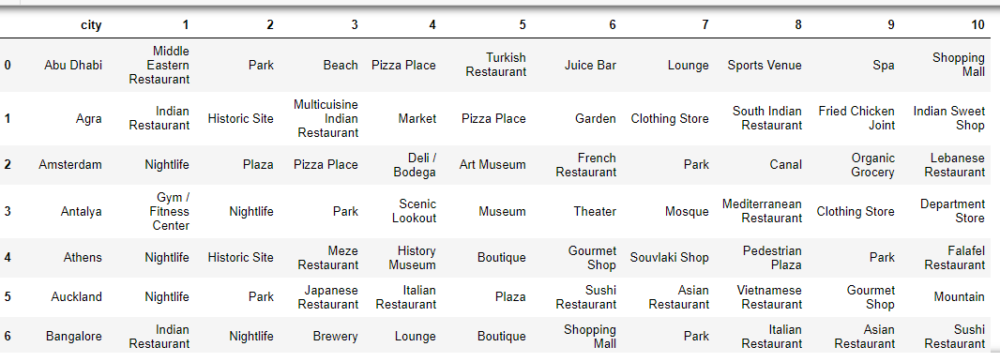 city 1 2 3 4 5 6 7 8 9 10
0 Abu Dhabi Middle Eastern Restaurant Park Beach Pizza Place Turkish Restaurant Juice Bar Lounge Sports Venue Spa Shopping Mall
1 Agra Indian Restaurant Historic Site Multicuisine Indian Restaurant Market Pizza Place Garden Clothing Store South Indian Restaurant Fried Chicken Joint Indian Sweet Shop
2 Amsterdam Nightlife Plaza Pizza Place Deli / Bodega Art Museum French Restaurant Park Canal Organic Grocery Lebanese Restaurant
3 Antalya Gym / Fitness Center Nightlife Park Scenic Lookout Museum Theater Mosque Mediterranean Restaurant Clothing Store Department Store
4 Athens Nightlife Historic Site Meze Restaurant History Museum Boutique Gourmet Shop Souvlaki Shop Pedestrian Plaza Park Falafel Restaurant
5 Auckland Nightlife Park Japanese Restaurant Italian Restaurant Plaza Sushi Restaurant Asian Restaurant Vietnamese Restaurant Gourmet Shop Mountain
6 Bangalore Indian Restaurant Nightlife Brewery Lounge Boutique Shopping Mall Park Italian Restaurant Asian Restaurant Sushi Restaurant